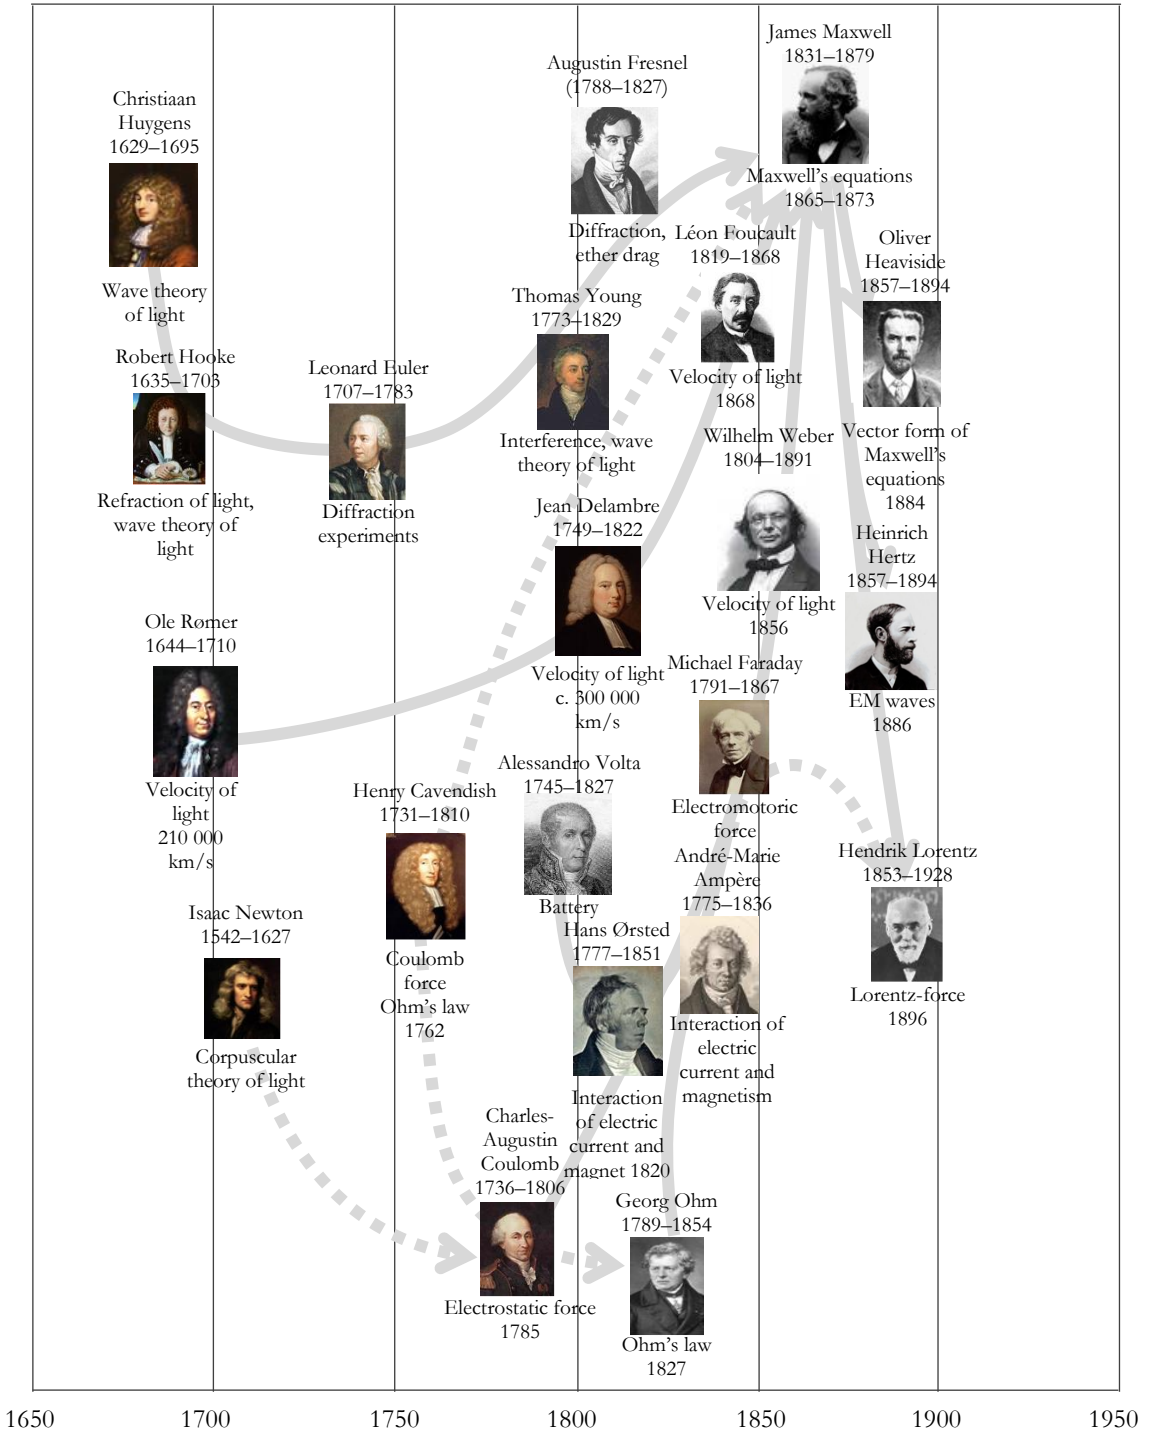 James Maxwell
1831–1879
Maxwell's equations
1865–1873
Augustin Fresnel
(1788–1827)
Diffraction,
ether drag
Christiaan
Huygens
1629–1695
Wave theory
of light
Léon Foucault
1819–1868
Velocity of light
1868
Oliver
Heaviside
1857–1894
Vector form of
Maxwell's
equations
1884
Thomas Young
1773–1829
Interference, wave
theory of light
Robert Hooke
1635–1703
Refraction of light,
wave theory of
light
Leonard Euler
1707–1783
Diffraction
experiments
Wilhelm Weber
1804–1891
Velocity of light
1856
Jean Delambre
1749–1822
Velocity of light
c. 300 000
km/s
Heinrich
Hertz
1857–1894
EM waves
1886
Ole Rømer
1644–1710
Velocity of
light
210 000
km/s
Michael Faraday
1791–1867
Electromotoric
force
Alessandro Volta
1745–1827
Battery
Henry Cavendish
1731–1810
Coulomb
force
Ohm's law
1762
André-Marie
Ampère
1775–1836
Interaction of
electric
current and
magnetism
Hendrik Lorentz
1853–1928
Lorentz-force
1896
Isaac Newton
1542–1627
Corpuscular
theory of light
Hans Ørsted
1777–1851
Interaction
of electric
current and
magnet 1820
Charles-
Augustin
Coulomb
1736–1806
Electrostatic force
1785
Georg Ohm
1789–1854
Ohm's law
1827
1650
1700
1750
1800
1850
1900
1950